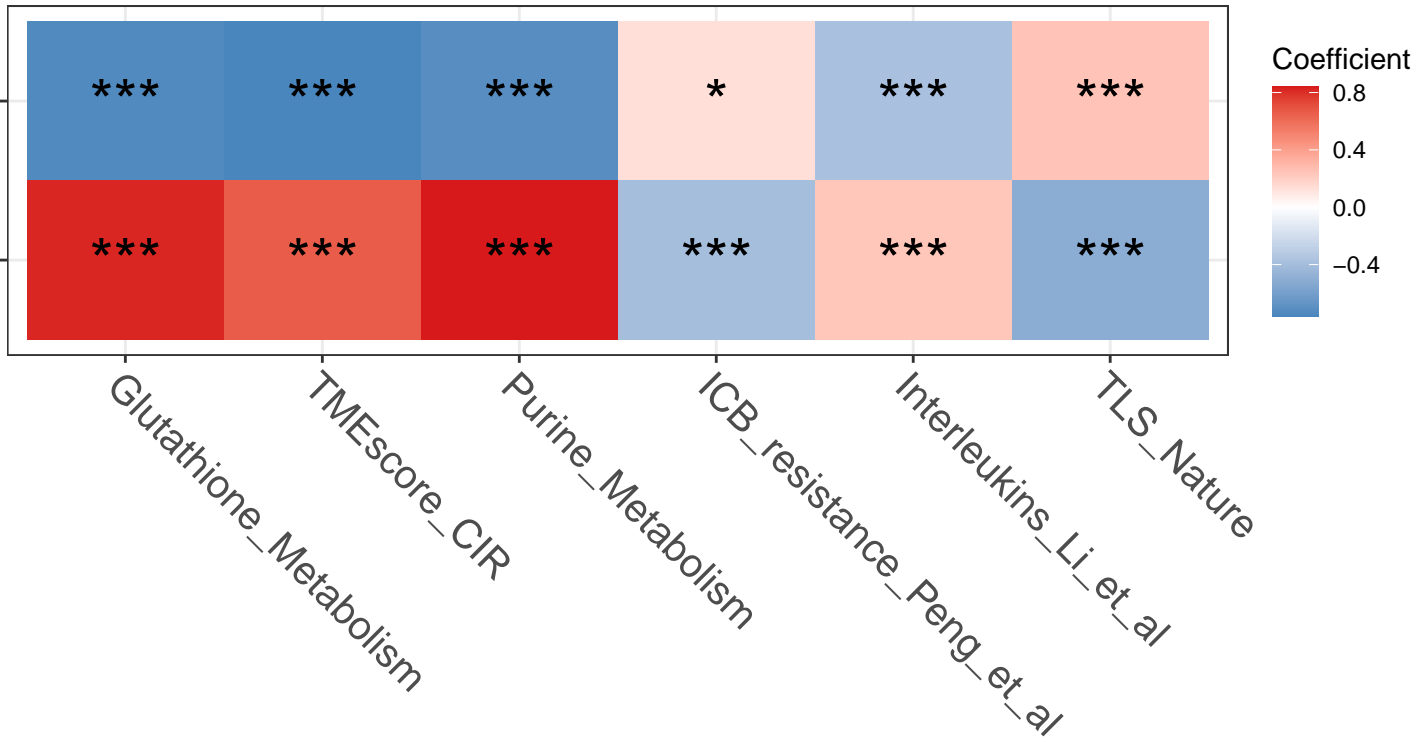 Coefficient
*** *** *** * *** ***
*** *** *** *** *** ***
0.8
0.4
0.0
−0.4
Glutathione_Metabolism
TMEscore_CIR
Purine_Metabolism
ICB_resistance_Peng_et_al
Interleukins_Li_et_al
TLS_Nature